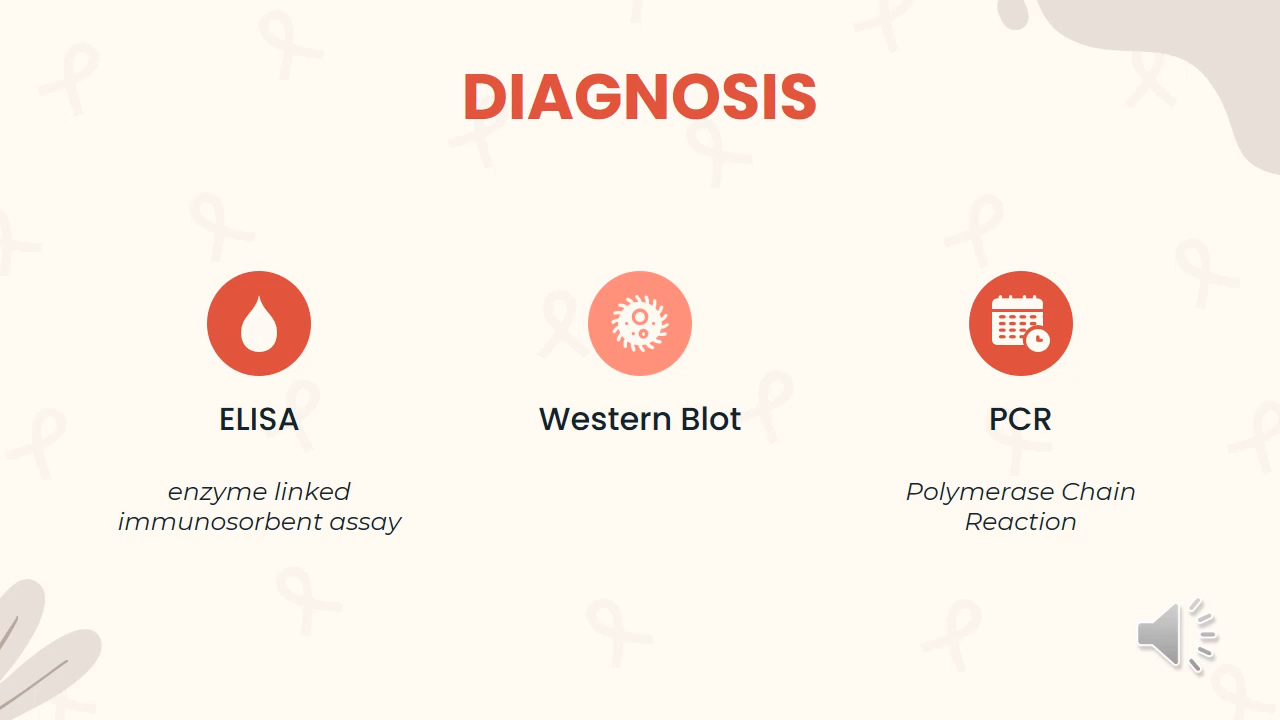 DIAGNOSIS
ELISA
enzyme linked
immunosorbent assay
Western Blot
PCR
Polymerase Chain
Reaction